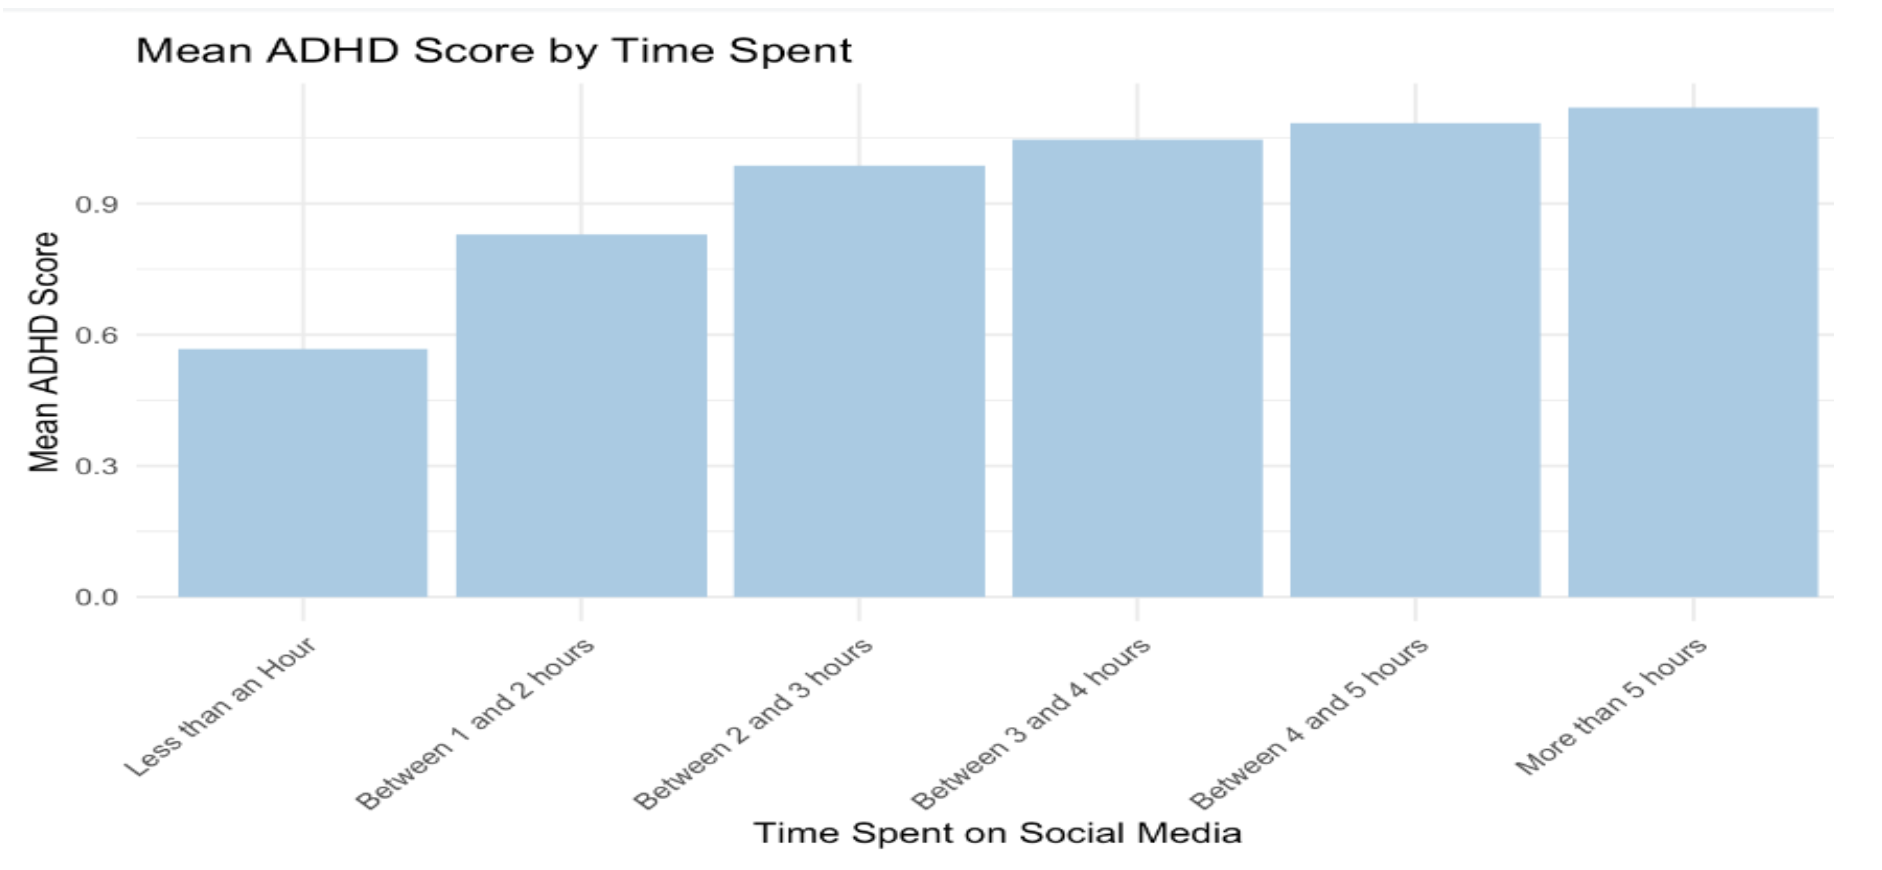 Mean ADHD Score by Time Spent
Mean ADHD Score
0.9
0.6
0.3
0.0
Less than an Hour
Between 1 and 2 hours
Between 2 and 3 hours
Between 3 and 4 hours
Between 4 and 5 hours
More than 5 hours
Time Spent on Social Media